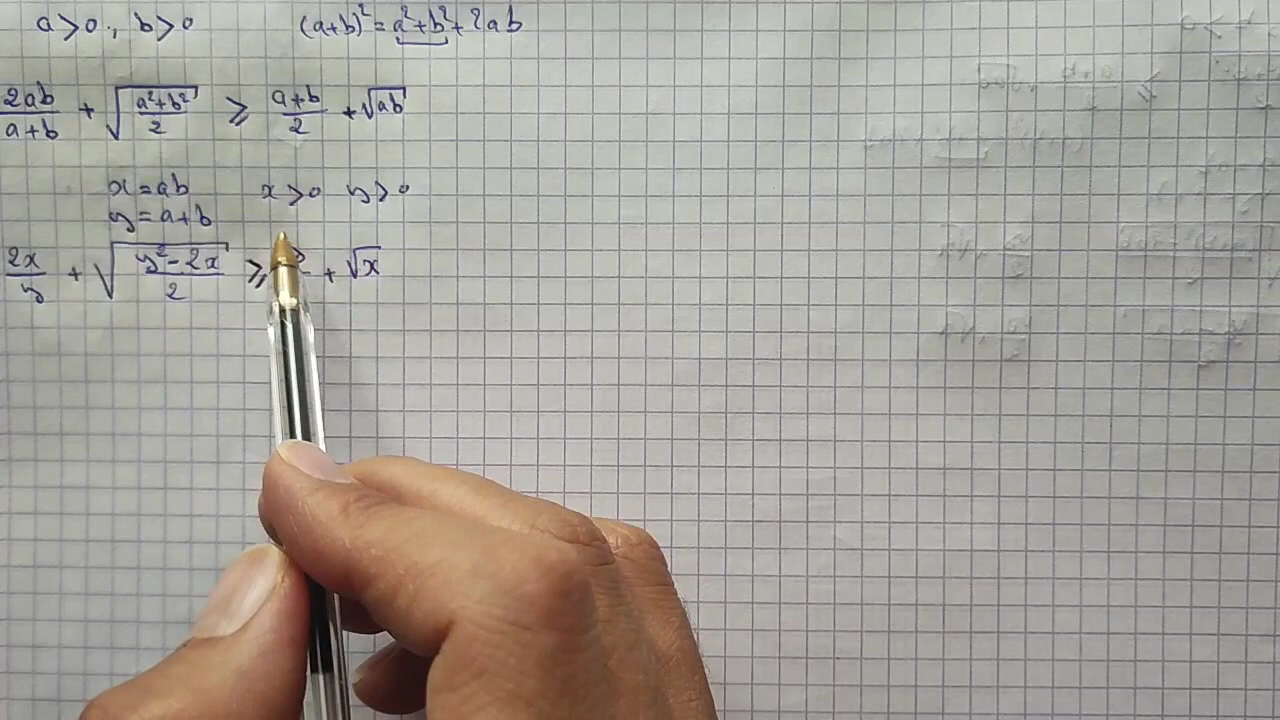 a > 0, b > 0 (a+b)² = a²+b²+2ab
2ab/(a+b) + √((a²+b²)/2) ⩾ (a+b)/2 + √(ab)
x = ab x > 0 y > 0
y = a+b
2x/y + √((y²-2x)/2) ⩾ + √x